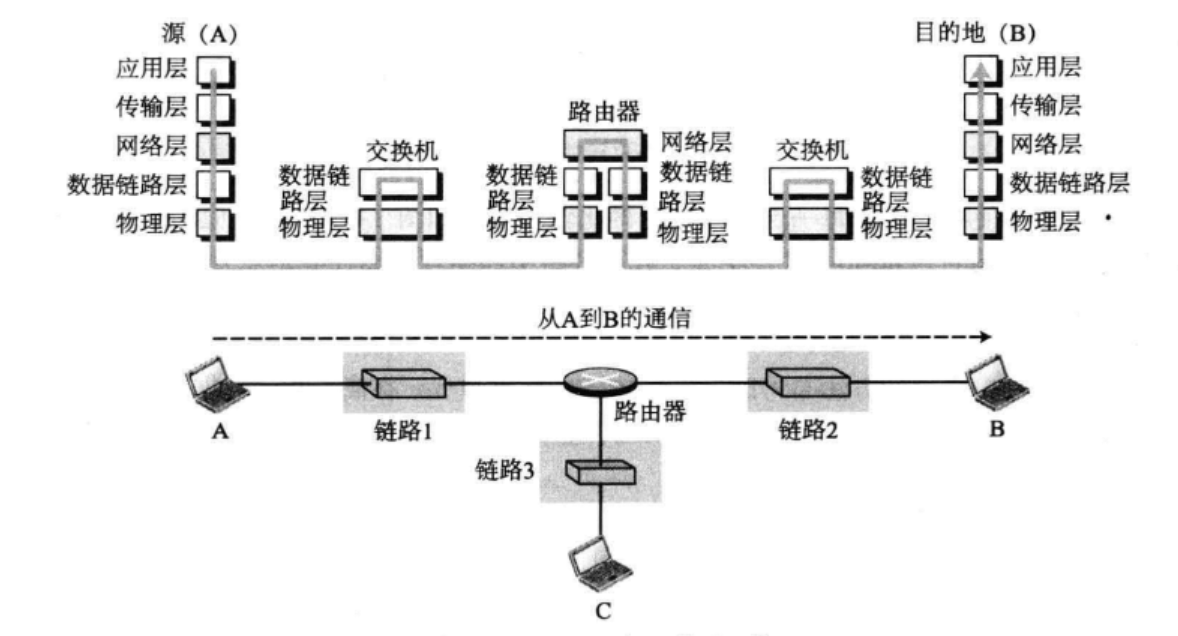 源（A）
目的地（B）
应用层
应用层
传输层
路由器
传输层
网络层
交换机
网络层
交换机
网络层
数据链路层
数据链
路层
数据链
路层
数据链
路层
数据链
路层
数据链路层
物理层
物理层
物理层
物理层
物理层
物理层
从A到B的通信
A
链路1
路由器
链路2
B
链路3
C